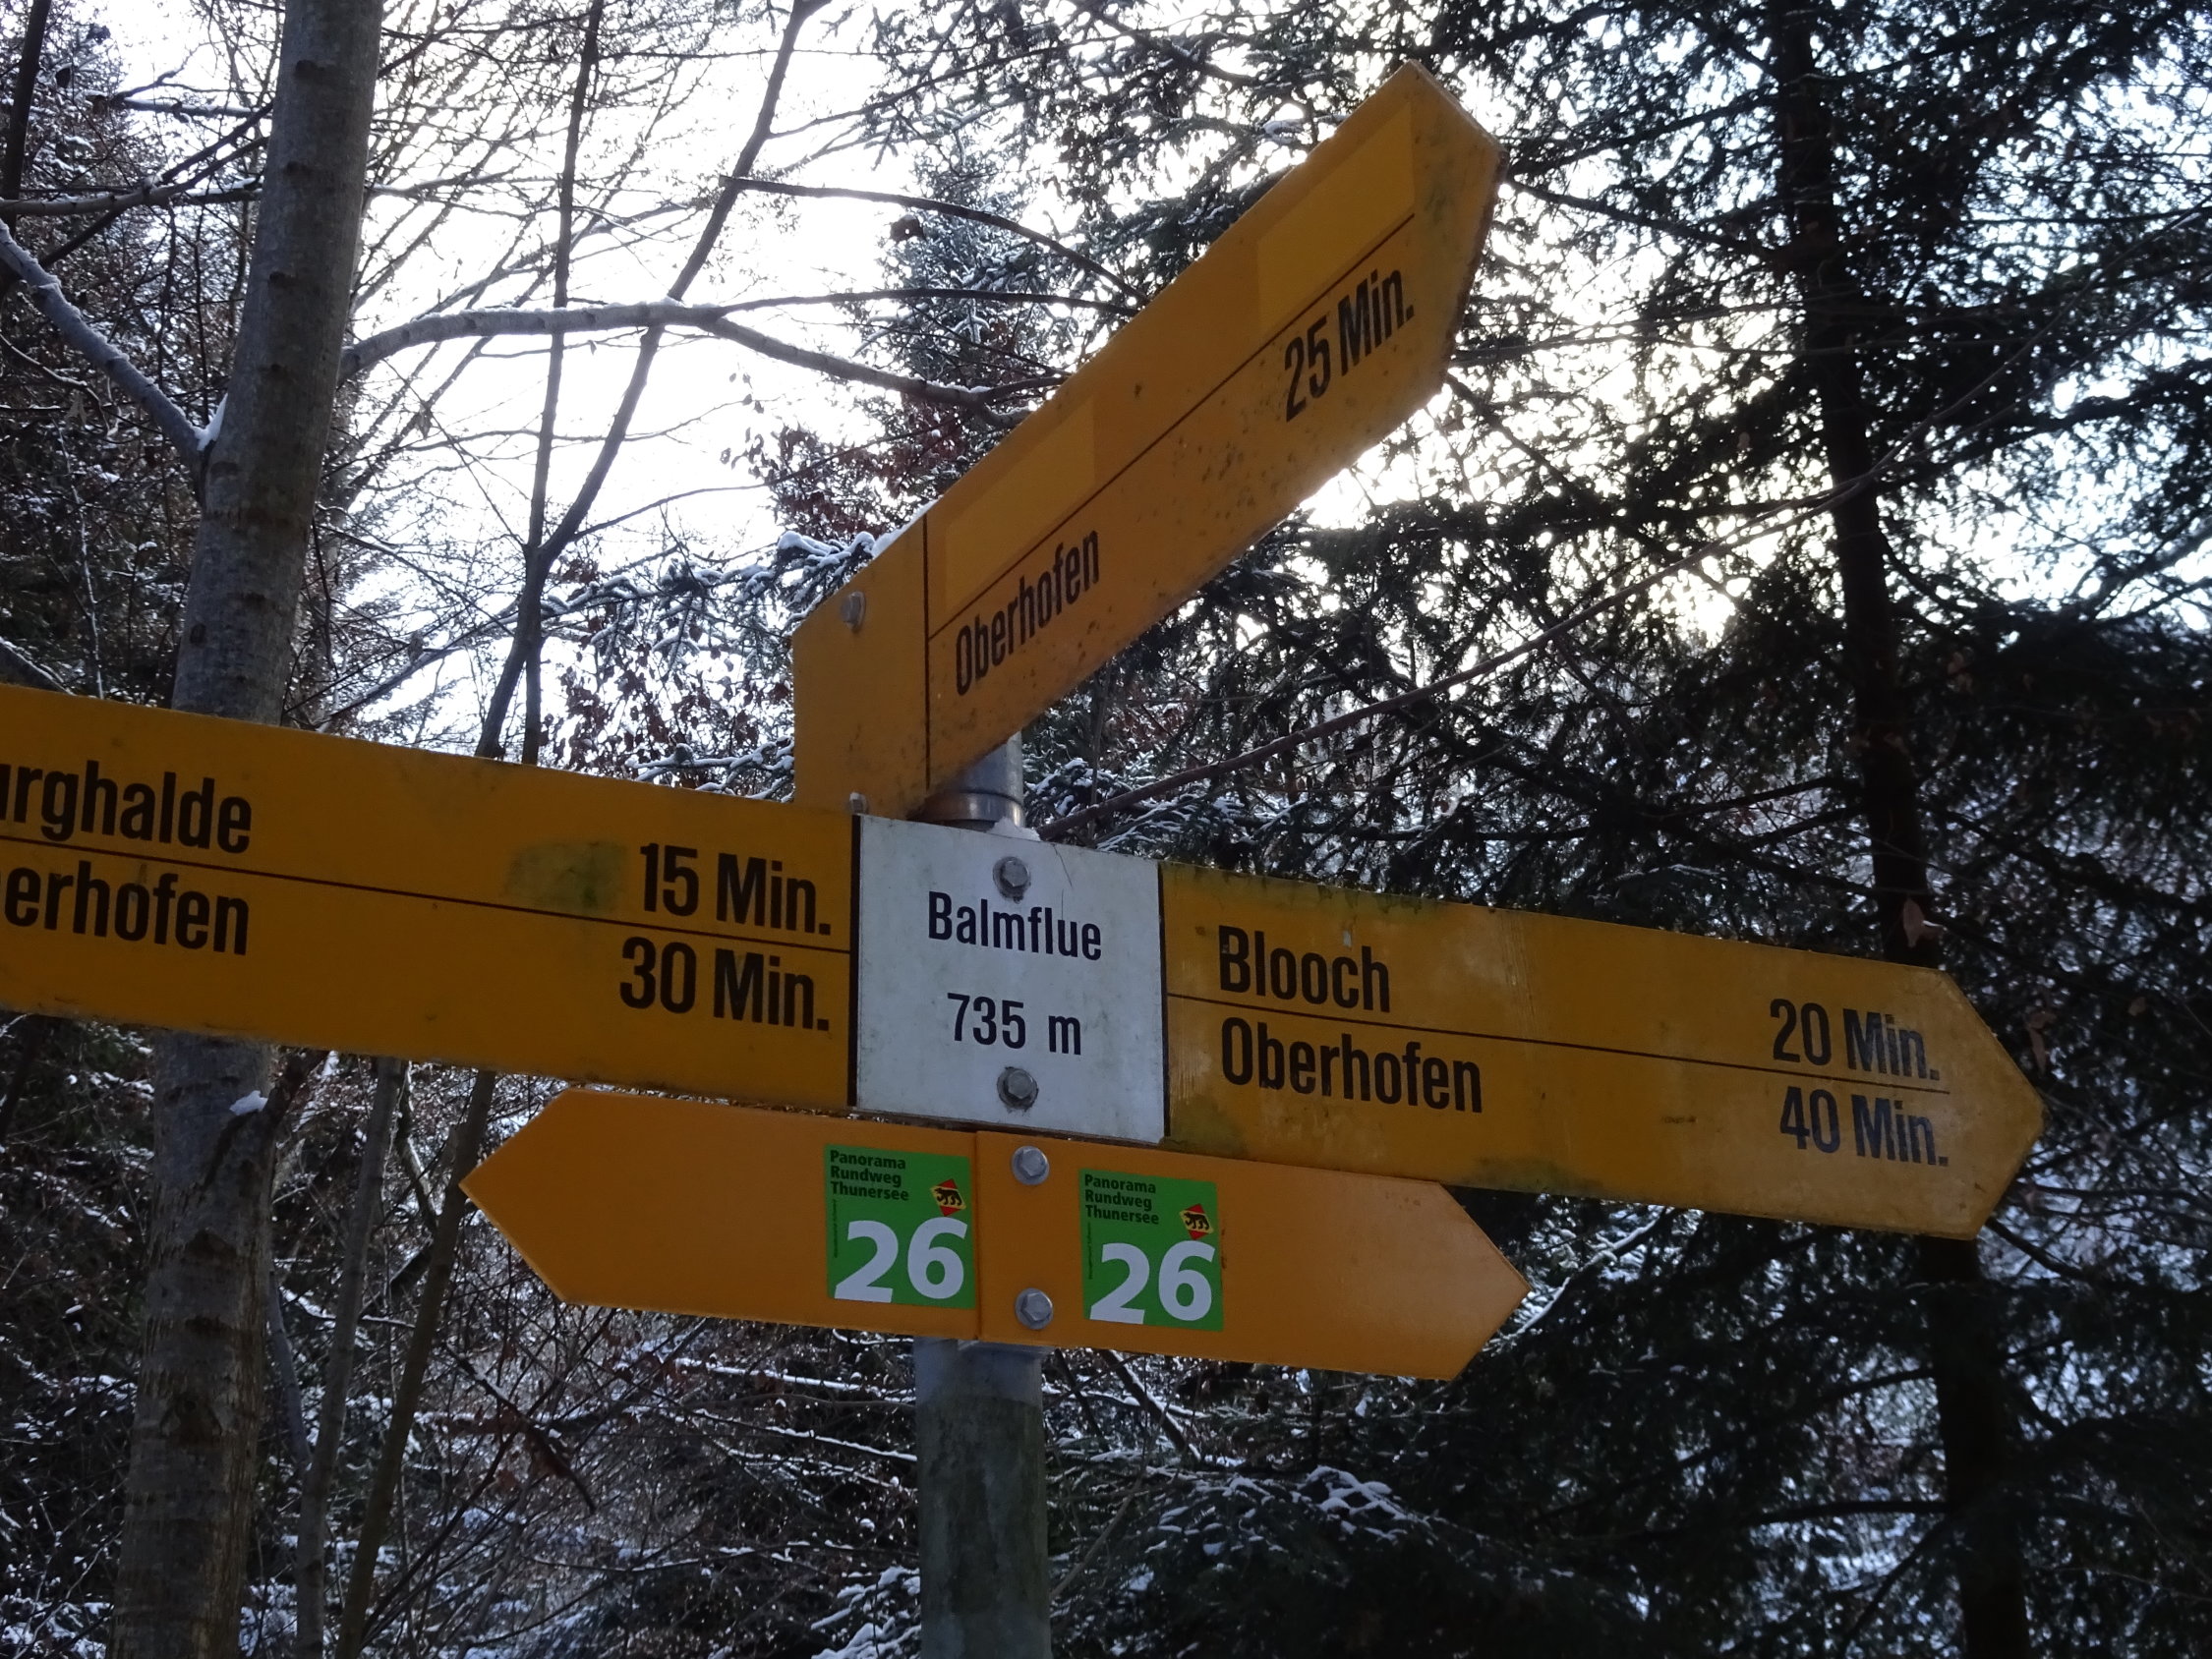 25 Min.
Oberhofen
urghalde 15 Min.
erhofen 30 Min.
Balmflue
735 m
Blooch 20 Min.
Oberhofen 40 Min.
Panorama
Rundweg
Thunersee
26
Panorama
Rundweg
Thunersee
26